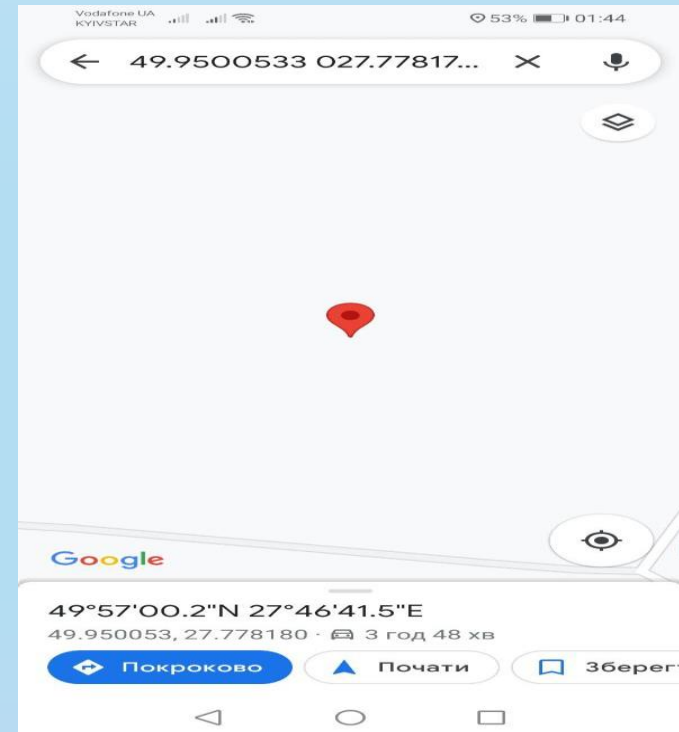 Vodafone UA
KYIVSTAR
53% 01:44
49.9500533 027.77817...
Google
49°57'00.2"N 27°46'41.5"E
49.950053, 27.778180 · 3 год 48 хв
Покроково
Почати
Зберег